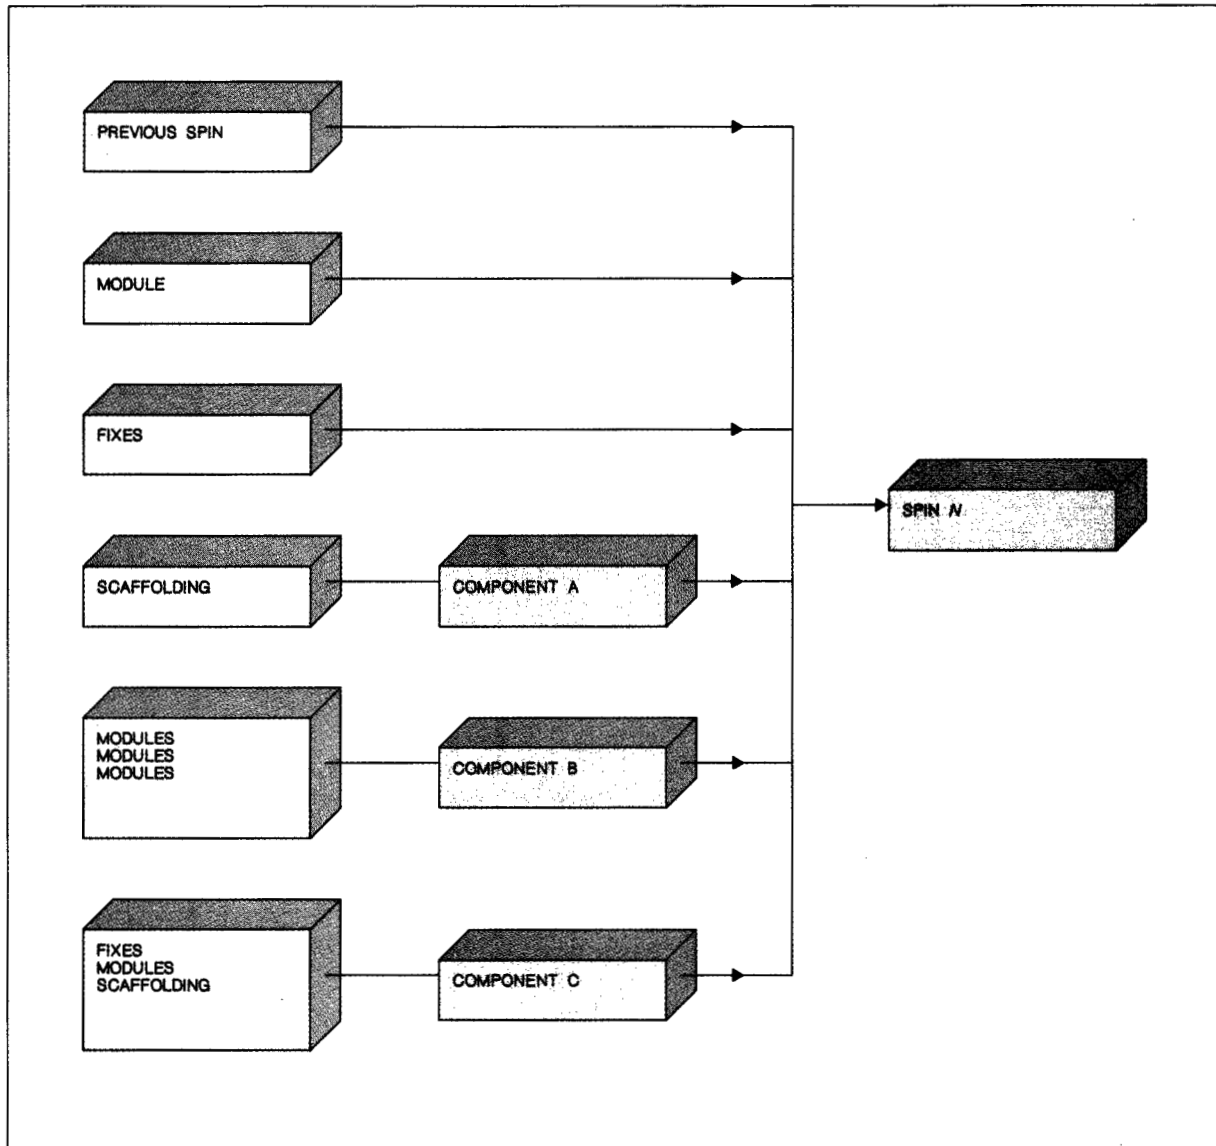 PREVIOUS SPIN
MODULE
FIXES
SPIN N
SCAFFOLDING
COMPONENT A
MODULES
MODULES
MODULES
COMPONENT B
FIXES
MODULES
SCAFFOLDING
COMPONENT C